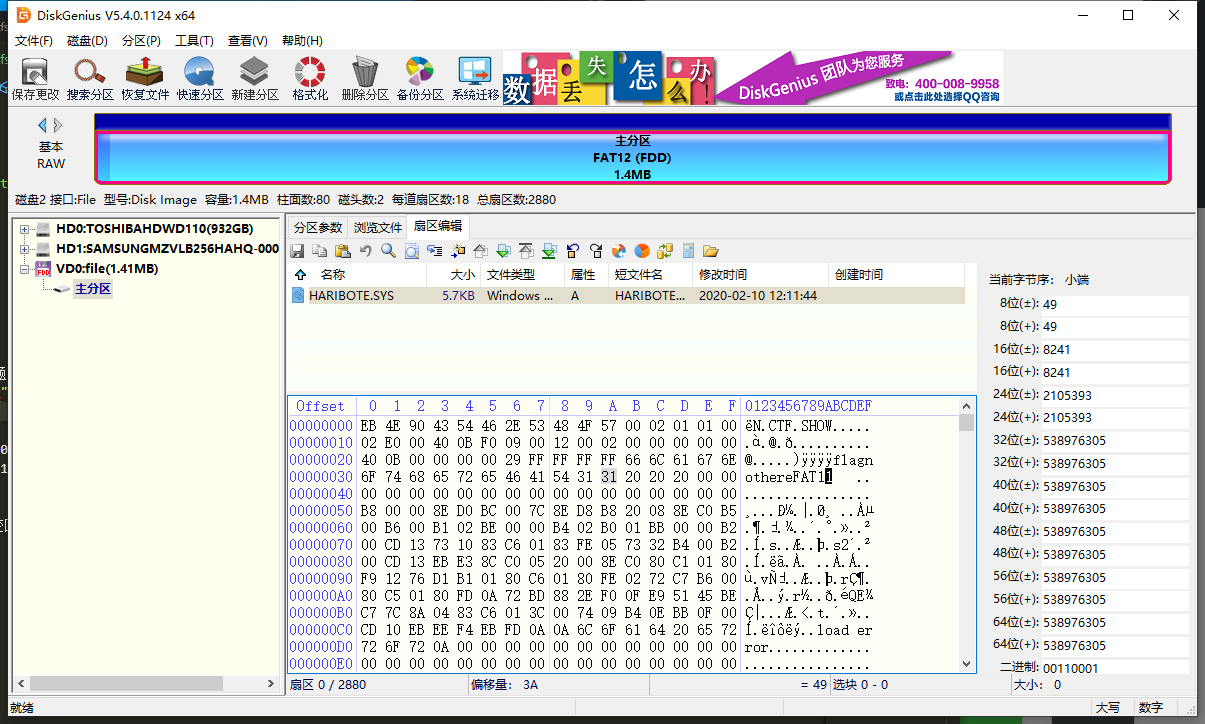 DiskGenius V5.4.0.1124 x64
文件(F) 磁盘(D) 分区(P) 工具(T) 查看(V) 帮助(H)
保存更改 搜索分区 恢复文件 快速分区 新建分区 格式化 删除分区 备份分区 系统迁移
数据丢失怎么办!
DiskGenius 团队为您服务
致电：400-008-9958
或点击此处选择QQ咨询
基本
RAW
主分区
FAT12 (FDD)
1.4MB
磁盘2 接口:File 型号:Disk Image 容量:1.4MB 柱面数:80 磁头数:2 每道扇区数:18 总扇区数:2880
HD0:TOSHIBAHDWD110(932GB)
HD1:SAMSUNGMZVLB256HAHQ-000
VD0:file(1.41MB)
主分区
分区参数 浏览文件 扇区编辑
名称 大小 文件类型 属性 短文件名 修改时间 创建时间
HARIBOTE.SYS 5.7KB Windows ... A HARIBOTE... 2020-02-10 12:11:44
Offset 0 1 2 3 4 5 6 7 8 9 A B C D E F 0123456789ABCDEF
00000000 EB 4E 90 43 54 46 2E 53 48 4F 57 00 02 01 01 00 ëN.CTF.SHOW.....
00000010 02 E0 00 40 0B F0 09 00 12 00 02 00 00 00 00 00 .à.@.ð..........
00000020 40 0B 00 00 00 00 29 FF FF FF FF 66 6C 61 67 6E @.....)ÿÿÿÿflagn
00000030 6F 74 68 65 72 65 46 41 54 31 31 20 20 20 00 00 othereFAT11   ..
00000040 00 00 00 00 00 00 00 00 00 00 00 00 00 00 00 00 ................
00000050 B8 00 00 8E D0 BC 00 7C 8E D8 B8 20 08 8E C0 B5
00000060 00 B6 00 B1 02 BE 00 00 B4 02 B0 01 BB 00 00 B2
00000070 00 CD 13 73 10 83 C6 01 83 FE 05 73 32 B4 00 B2
00000080 00 CD 13 EB E3 8C C0 05 20 00 8E C0 80 C1 01 80
00000090 F9 12 76 D1 B1 01 80 C6 01 80 FE 02 72 C7 B6 00
000000A0 80 C5 01 80 FD 0A 72 BD 88 2E F0 0F E9 51 45 BE
000000B0 C7 7C 8A 04 83 C6 01 3C 00 74 09 B4 0E BB 0F 00
000000C0 CD 10 EB EE F4 EB FD 0A 0A 6C 6F 61 64 20 65 72 Í.ëîôëý..load er
000000D0 72 6F 72 0A 00 00 00 00 00 00 00 00 00 00 00 00 ror.............
000000E0 00 00 00 00 00 00 00 00 00 00 00 00 00 00 00 00 ................
扇区 0 / 2880 偏移量: 3A = 49 选块 0 - 0
当前字节序: 小端
8位(±): 49
8位(+): 49
16位(±): 8241
16位(+): 8241
24位(±): 2105393
24位(+): 2105393
32位(±): 538976305
32位(+): 538976305
40位(±): 538976305
40位(+): 538976305
48位(±): 538976305
48位(+): 538976305
56位(±): 538976305
56位(+): 538976305
64位(±): 538976305
64位(+): 538976305
二进制: 00110001
大小: 0
就绪 大写 数字